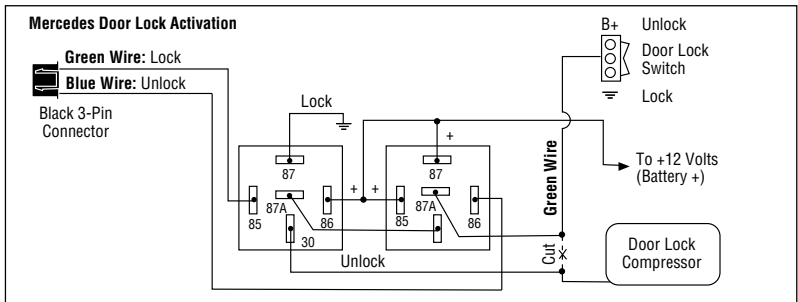 Mercedes Door Lock Activation
Green Wire: Lock
Blue Wire: Unlock
Black 3-Pin
Connector
Lock
B+ Unlock
Door Lock
Switch
Lock
+
To +12 Volts
(Battery +)
Green Wire
87
87
85
87A
86
+ +
85
87A
86
30
Unlock
Cut
Door Lock
Compressor